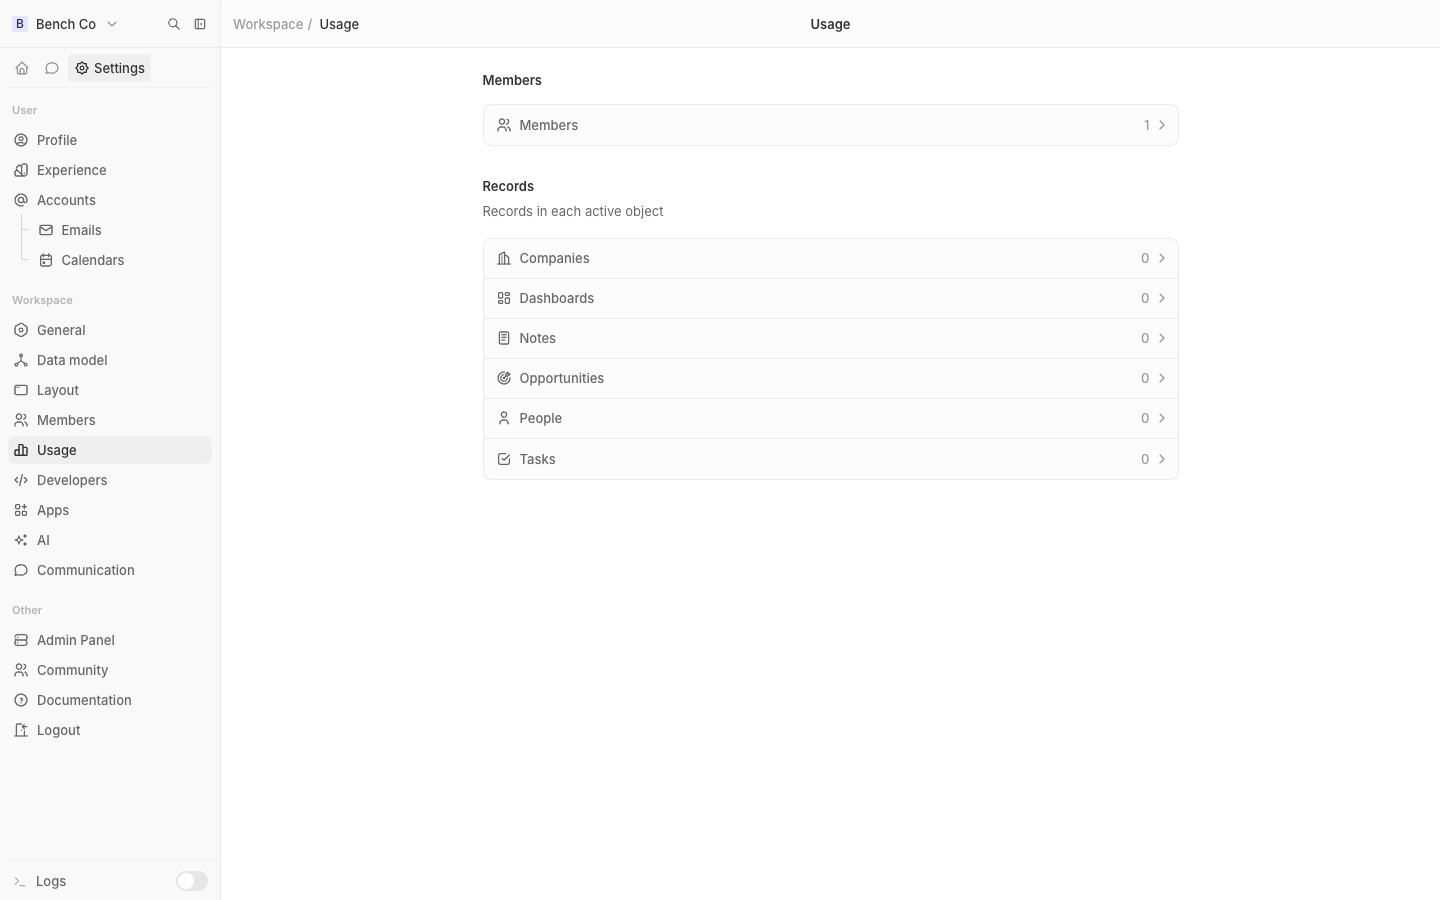 B Bench Co
Workspace / Usage
Usage
Settings
User
Profile
Experience
Accounts
Emails
Calendars
Workspace
General
Data model
Layout
Members
Usage
Developers
Apps
AI
Communication
Other
Admin Panel
Community
Documentation
Logout
Logs
Members
Members 1
Records
Records in each active object
Companies 0
Dashboards 0
Notes 0
Opportunities 0
People 0
Tasks 0